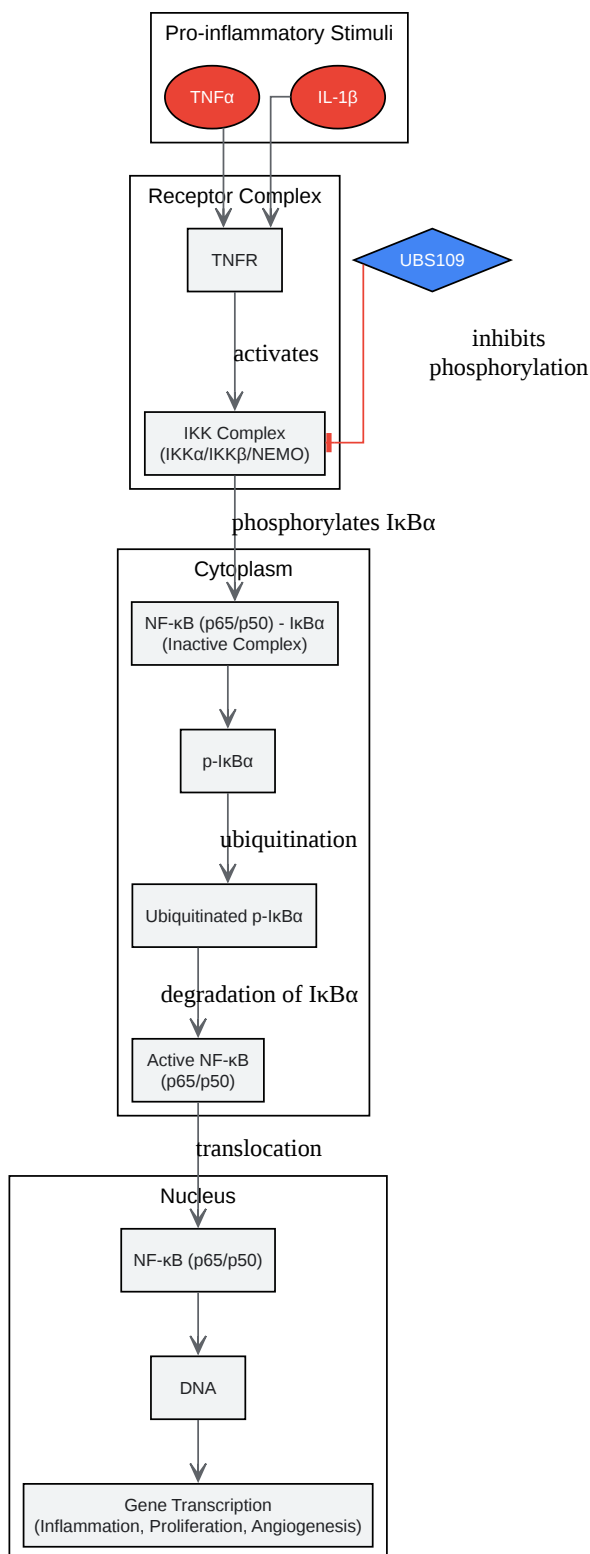 Pro-inflammatory Stimuli
TNFα
IL-1β
Receptor Complex
TNFR
UBS109
activates
inhibits
phosphorylation
IKK Complex
(IKKα/IKKβ/NEMO)
phosphorylates IκBα
Cytoplasm
NF-κB (p65/p50) - IκBα
(Inactive Complex)
p-IκBα
ubiquitination
Ubiquitinated p-IκBα
degradation of IκBα
Active NF-κB
(p65/p50)
translocation
Nucleus
NF-κB (p65/p50)
DNA
Gene Transcription
(Inflammation, Proliferation, Angiogenesis)